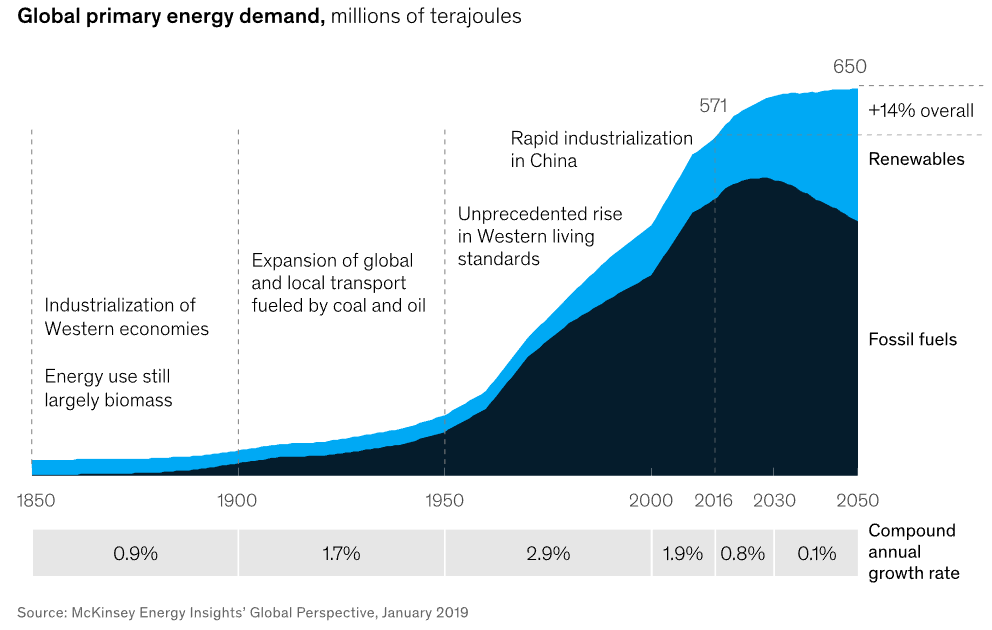 Global primary energy demand, millions of terajoules
650
571
+14% overall
Rapid industrialization
in China
Renewables
Unprecedented rise
in Western living
standards
Expansion of global
and local transport
fueled by coal and oil
Industrialization of
Western economies
Energy use still
largely biomass
Fossil fuels
1850 1900 1950 2000 2016 2030 2050
0.9% 1.7% 2.9% 1.9% 0.8% 0.1%
Compound
annual
growth rate
Source: McKinsey Energy Insights' Global Perspective, January 2019